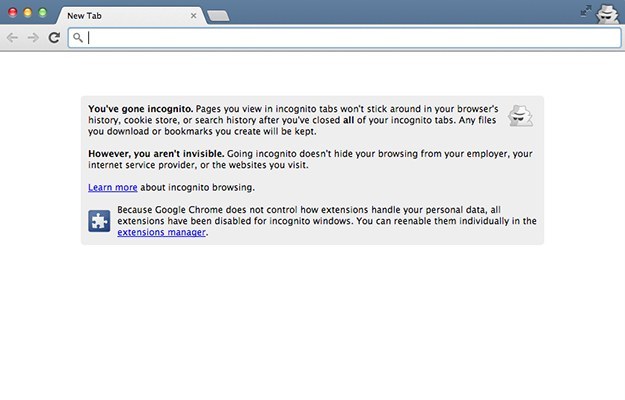 New Tab
You've gone incognito. Pages you view in incognito tabs won't stick around in your browser's
history, cookie store, or search history after you've closed all of your incognito tabs. Any files
you download or bookmarks you create will be kept.
However, you aren't invisible. Going incognito doesn't hide your browsing from your employer, your
internet service provider, or the websites you visit.
Learn more about incognito browsing.
Because Google Chrome does not control how extensions handle your personal data, all
extensions have been disabled for incognito windows. You can reenable them individually in the
extensions manager.